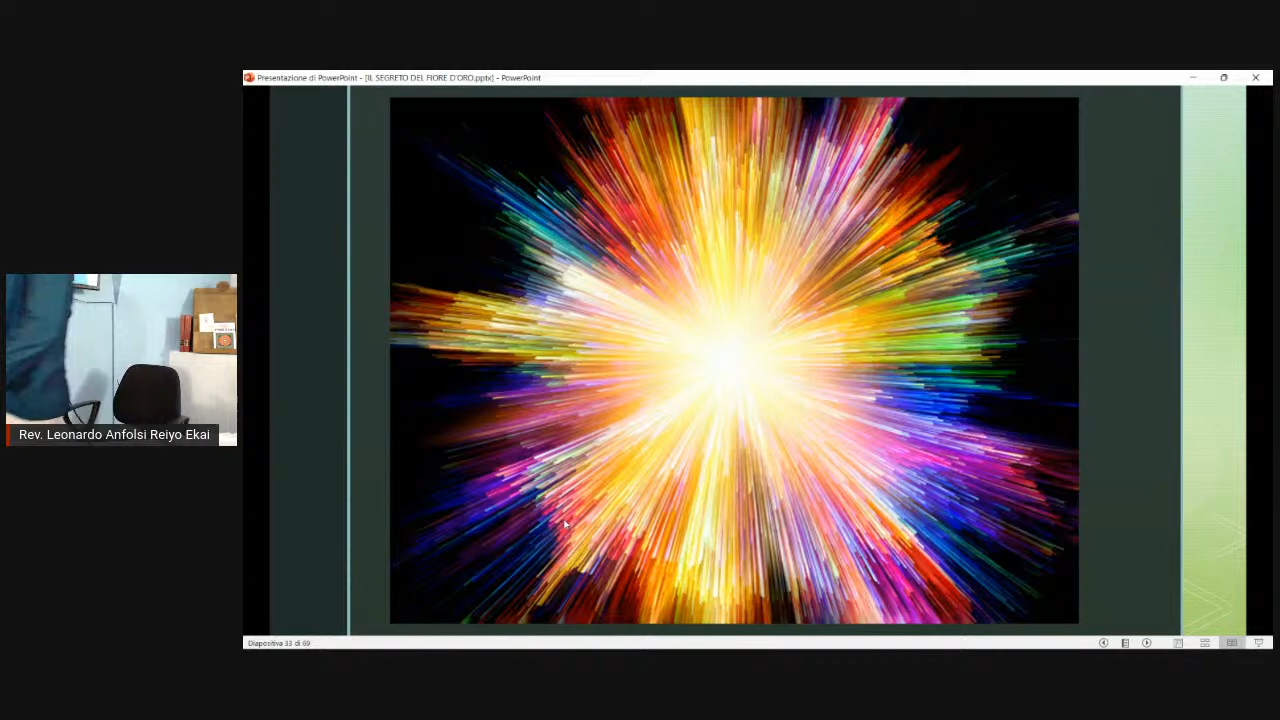 Presentazione di PowerPoint - [IL SEGRETO DEL FIORE D'ORO.pptx] - PowerPoint
Rev. Leonardo Anfolsi Reiyo Ekai
Diapositiva 33 di 69